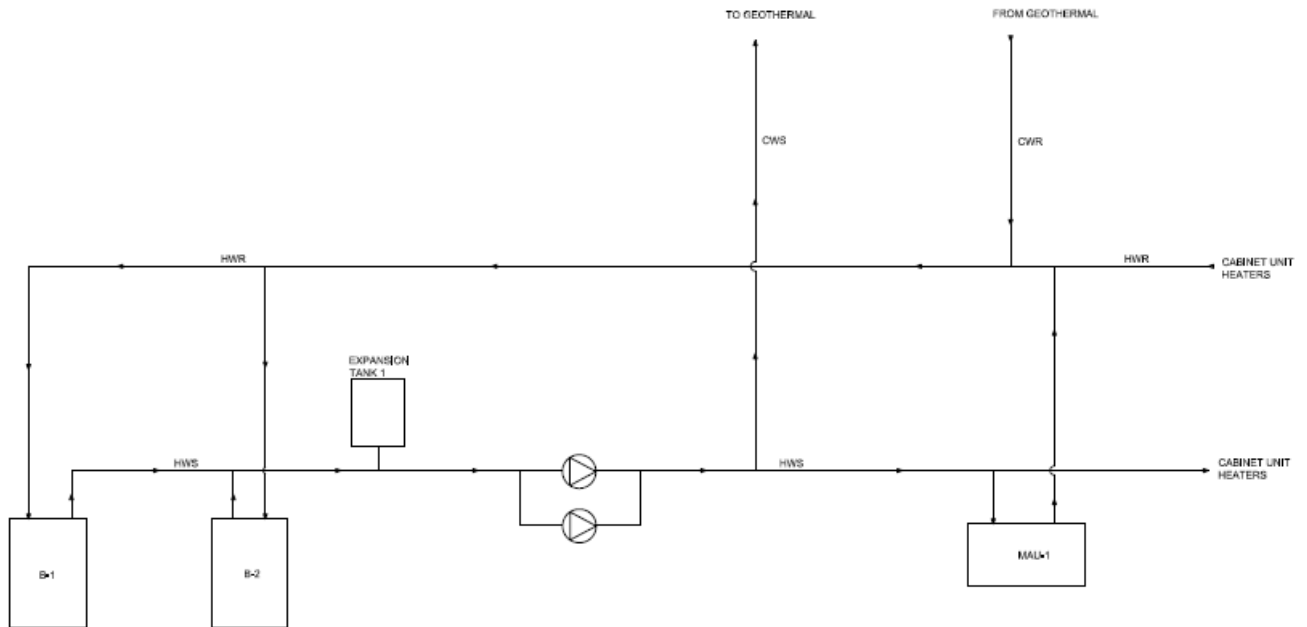 TO GEOTHERMAL
FROM GEOTHERMAL
CWS
CWR
HWR
HWR
CABINET UNIT
HEATERS
EXPANSION
TANK 1
HWS
HWS
CABINET UNIT
HEATERS
B-1
B-2
MAU-1